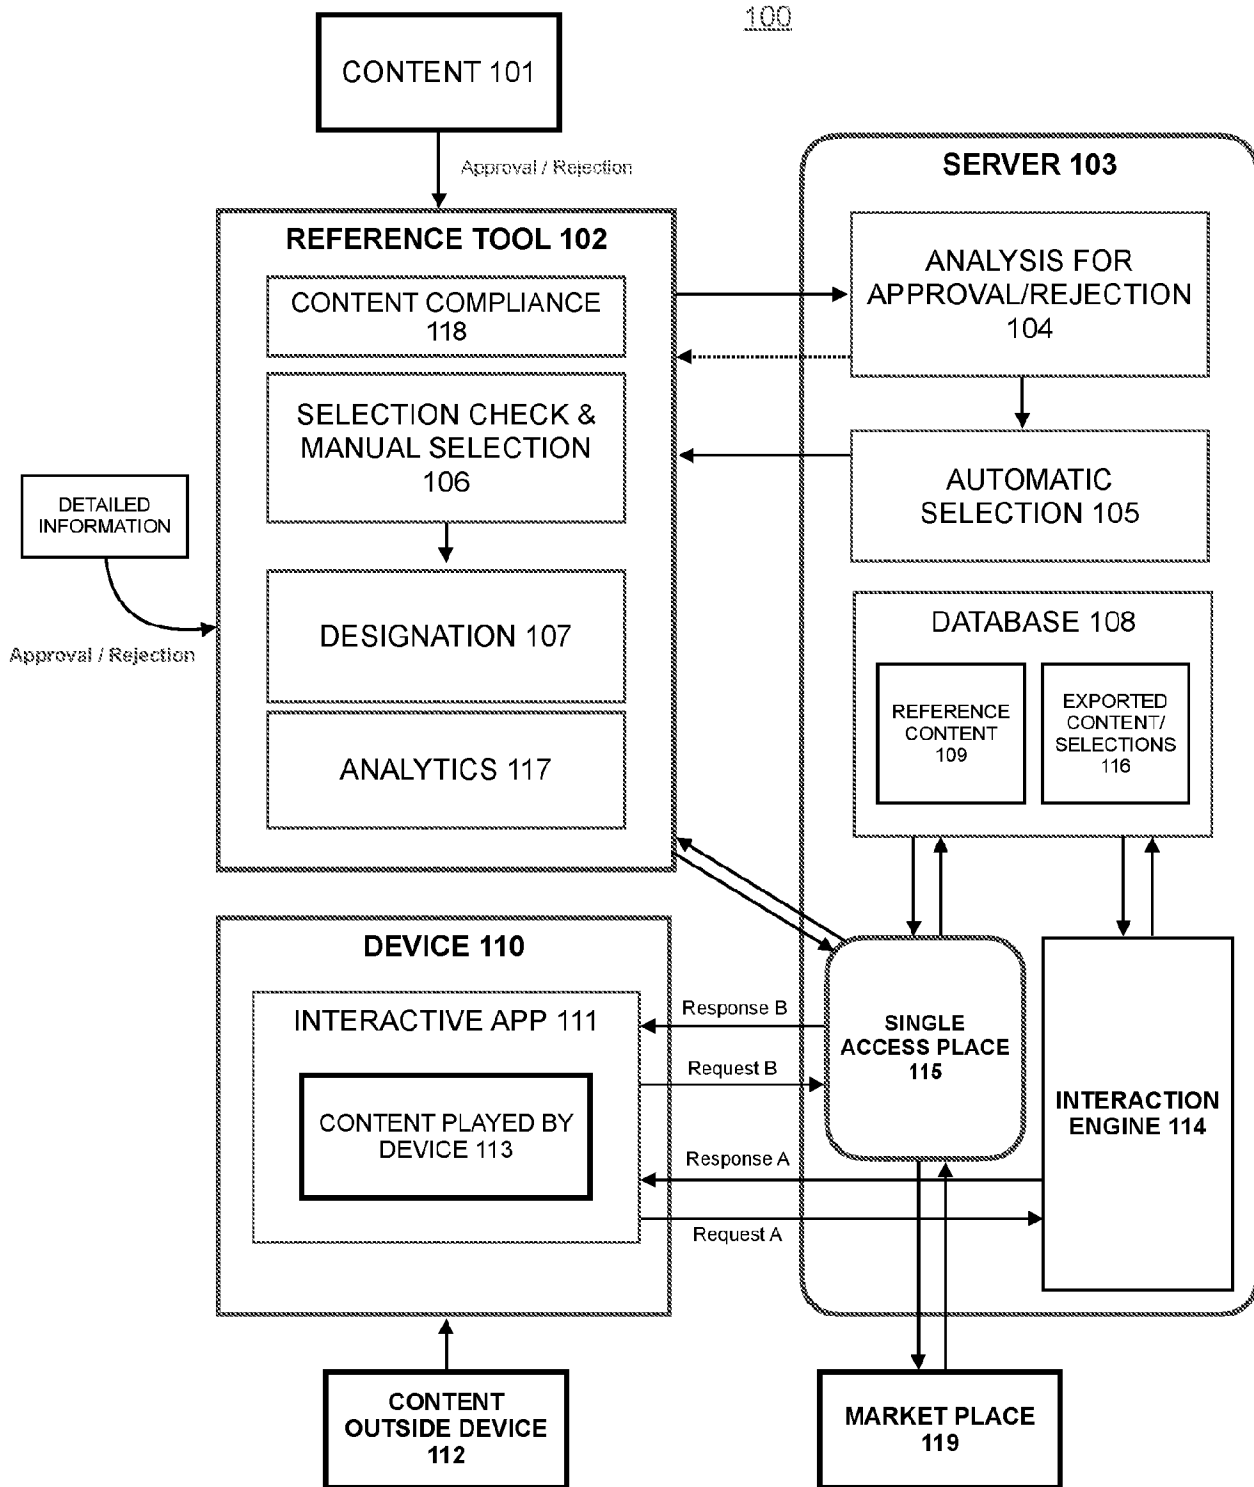 100
CONTENT 101
Approval / Rejection
REFERENCE TOOL 102
CONTENT COMPLIANCE
118
SELECTION CHECK &
MANUAL SELECTION
106
DESIGNATION 107
ANALYTICS 117
DETAILED
INFORMATION
Approval / Rejection
SERVER 103
ANALYSIS FOR
APPROVAL/REJECTION
104
AUTOMATIC
SELECTION 105
DATABASE 108
REFERENCE
CONTENT
109
EXPORTED
CONTENT/
SELECTIONS
116
DEVICE 110
INTERACTIVE APP 111
CONTENT PLAYED BY
DEVICE 113
Response B
Request B
Response A
Request A
SINGLE
ACCESS PLACE
115
INTERACTION
ENGINE 114
CONTENT
OUTSIDE DEVICE
112
MARKET PLACE
119